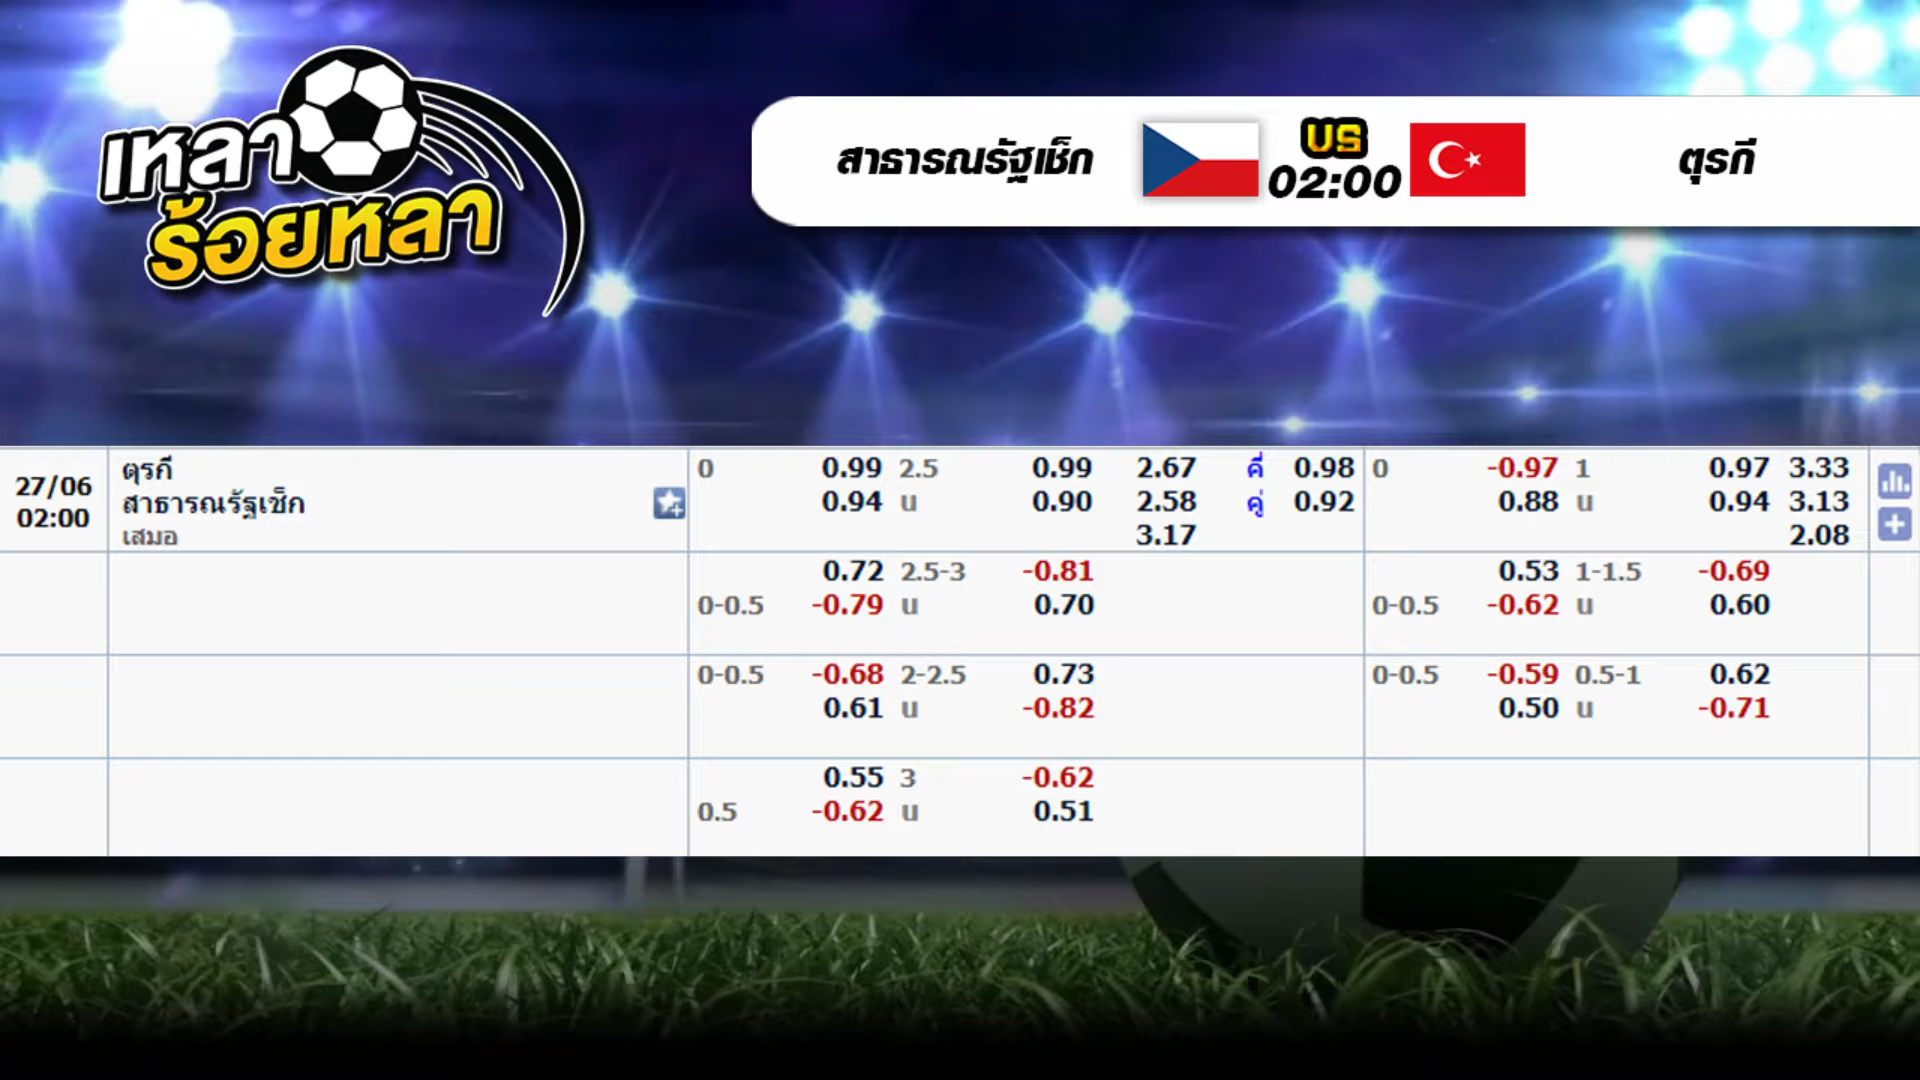 เหลา
ร้อยหลา
สาธารณรัฐเช็ก
VS
02:00
ตุรกี
27/06
02:00
ตุรกี
สาธารณรัฐเช็ก
เสมอ
0 0.99 2.5 0.99 2.67 คี่ 0.98 0 -0.97 1 0.97 3.33
0.94 u 0.90 2.58 คู่ 0.92 0.88 u 0.94 3.13
3.17 2.08
0.72 2.5-3 -0.81 0.53 1-1.5 -0.69
0-0.5 -0.79 u 0.70 0-0.5 -0.62 u 0.60
0-0.5 -0.68 2-2.5 0.73 0-0.5 -0.59 0.5-1 0.62
0.61 u -0.82 0.50 u -0.71
0.55 3 -0.62
0.5 -0.62 u 0.51